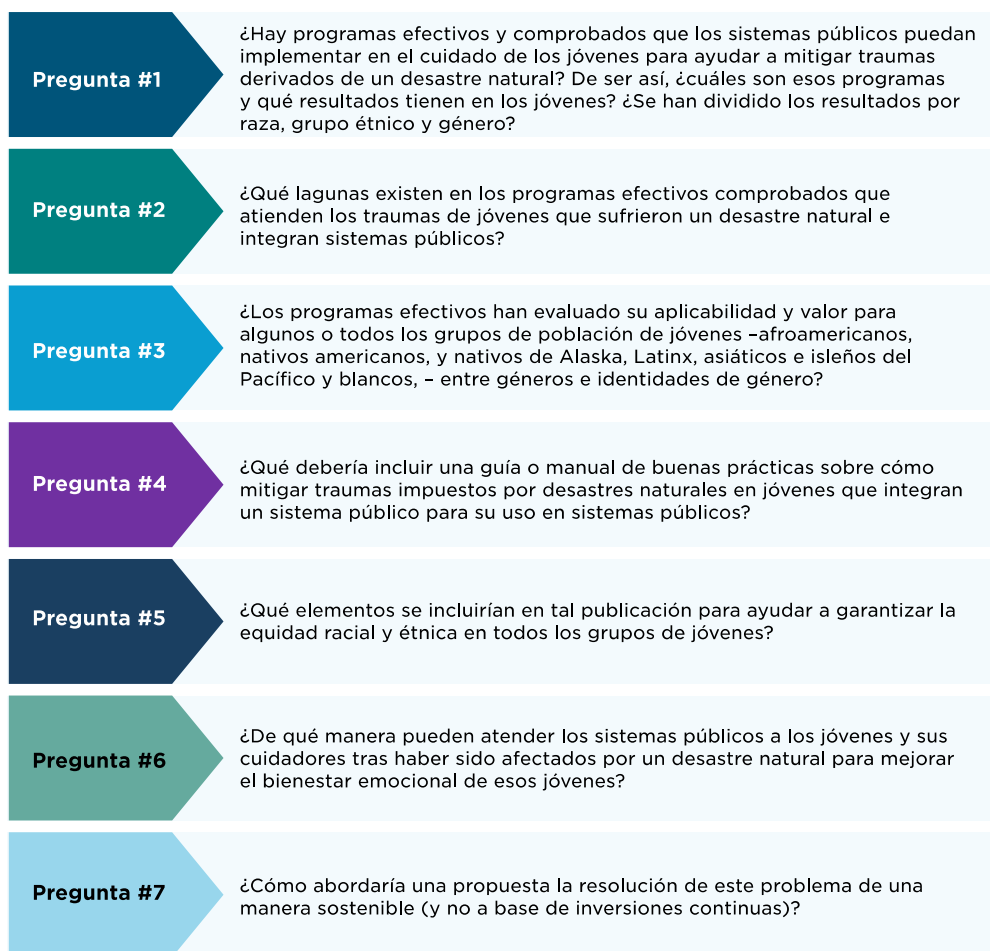 Pregunta #1
¿Hay programas efectivos y comprobados que los sistemas públicos puedan
implementar en el cuidado de los jóvenes para ayudar a mitigar traumas
derivados de un desastre natural? De ser así, ¿cuáles son esos programas
y qué resultados tienen en los jóvenes? ¿Se han dividido los resultados por
raza, grupo étnico y género?
Pregunta #2
¿Qué lagunas existen en los programas efectivos comprobados que
atienden los traumas de jóvenes que sufrieron un desastre natural e
integran sistemas públicos?
Pregunta #3
¿Los programas efectivos han evaluado su aplicabilidad y valor para
algunos o todos los grupos de población de jóvenes –afroamericanos,
nativos americanos, y nativos de Alaska, Latinx, asiáticos e isleños del
Pacífico y blancos, – entre géneros e identidades de género?
Pregunta #4
¿Qué debería incluir una guía o manual de buenas prácticas sobre cómo
mitigar traumas impuestos por desastres naturales en jóvenes que integran
un sistema público para su uso en sistemas públicos?
Pregunta #5
¿Qué elementos se incluirían en tal publicación para ayudar a garantizar la
equidad racial y étnica en todos los grupos de jóvenes?
Pregunta #6
¿De qué manera pueden atender los sistemas públicos a los jóvenes y sus
cuidadores tras haber sido afectados por un desastre natural para mejorar
el bienestar emocional de esos jóvenes?
Pregunta #7
¿Cómo abordaría una propuesta la resolución de este problema de una
manera sostenible (y no a base de inversiones continuas)?